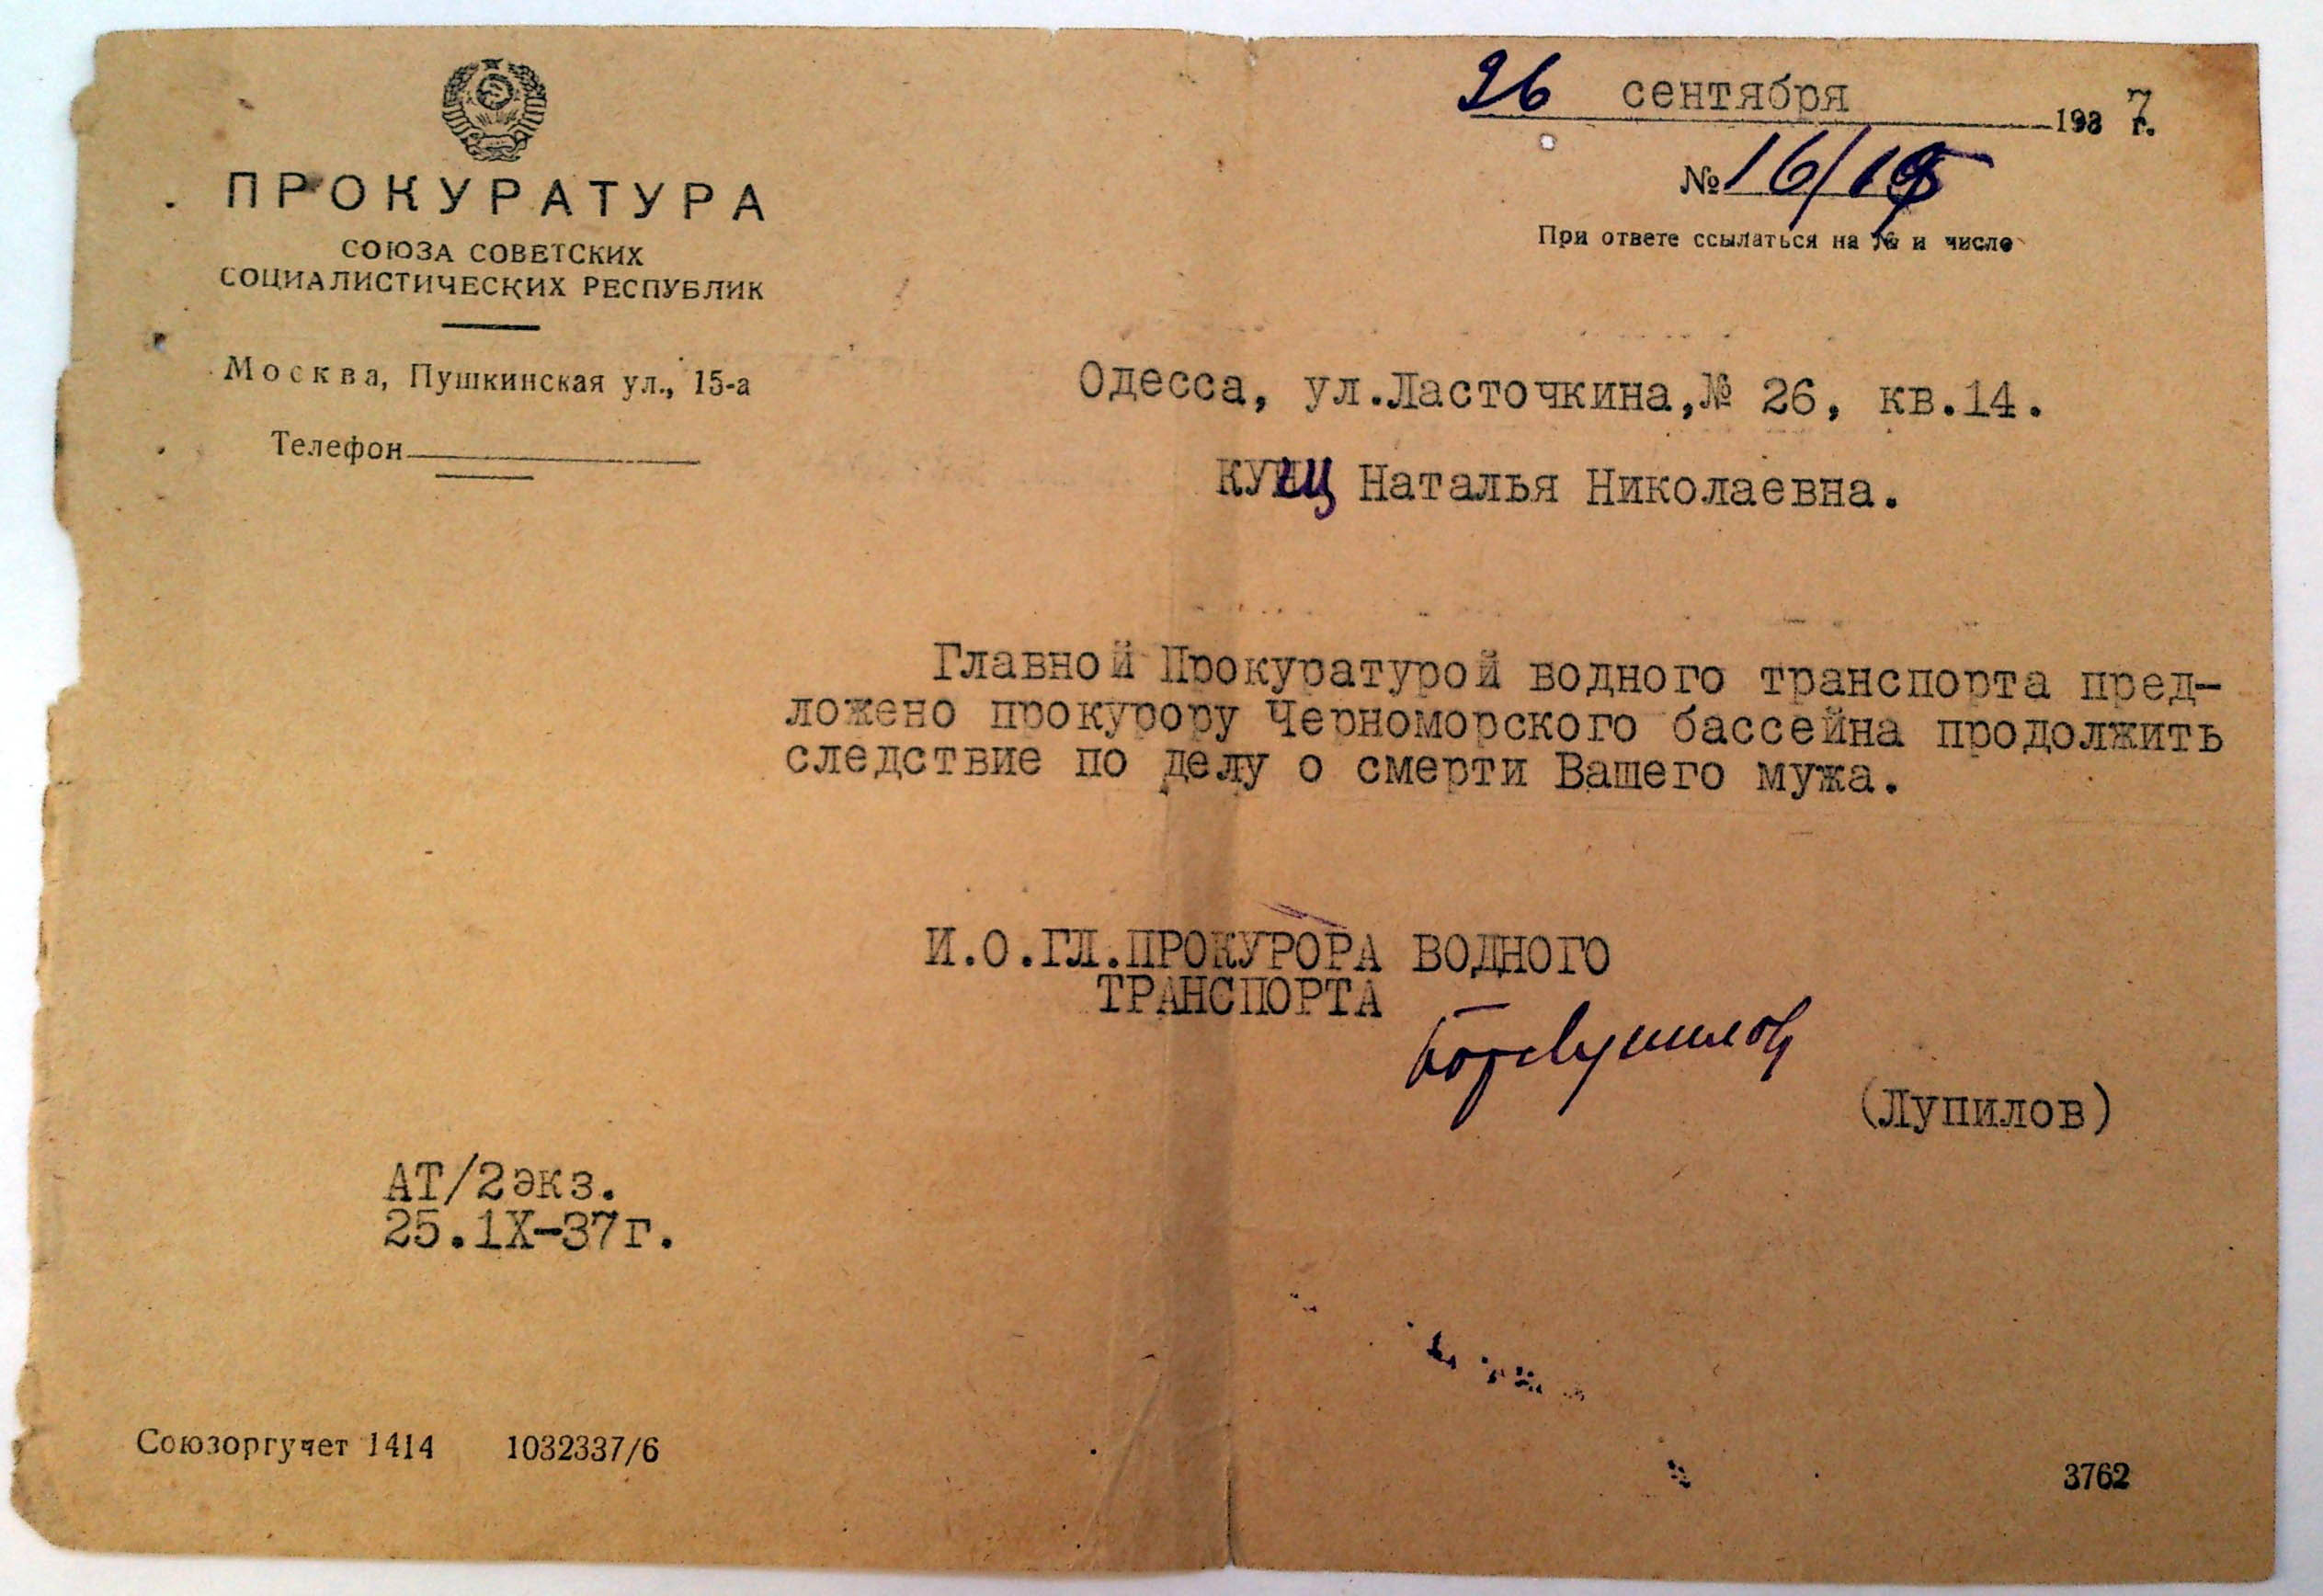 ПРОКУРАТУРА
СОЮЗА СОВЕТСКИХ
СОЦИАЛИСТИЧЕСКИХ РЕСПУБЛИК
Москва, Пушкинская ул., 15-а
Телефон
26 сентября 1937 г.
№ 16/
При ответе ссылаться на № и число
Одесса, ул.Ласточкина,№ 26, кв.14.
КУНЦ Наталья Николаевна.
Главной Прокуратурой водного транспорта пред-
ложено прокурору Черноморского бассейна продолжить
следствие по делу о смерти Вашего мужа.
И.О.ГЛ.ПРОКУРОРА ВОДНОГО
ТРАНСПОРТА
(Лупилов)
АТ/2экз.
25.1Х-37г.
Союзоргучет 1414 1032337/6
3762